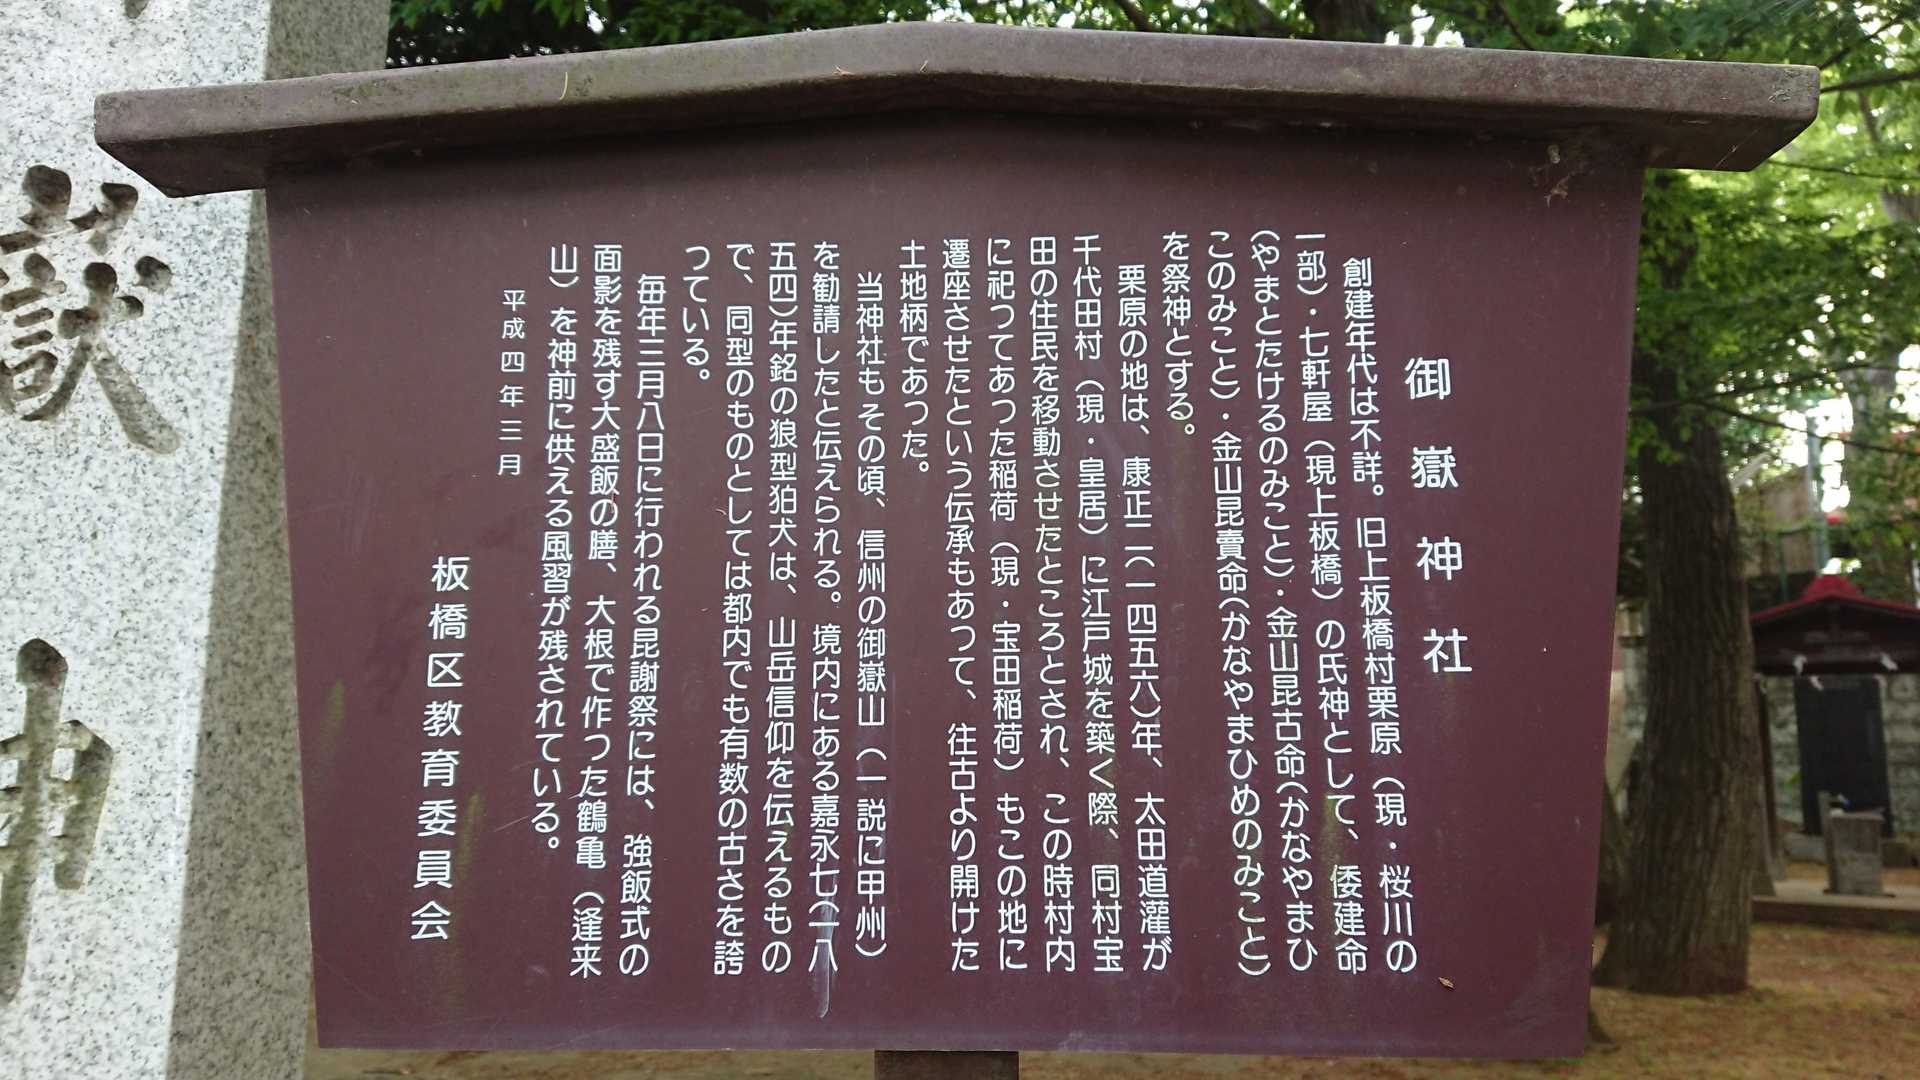 御嶽神社
創建年代は不詳。旧上板橋村栗原（現・桜川の
一部）・七軒屋（現上板橋）の氏神として、倭建命
（やまとたけるのみこと）・金山昆古命（かなやまひ
このみこと）・金山昆賣命（かなやまひめのみこと）
を祭神とする。
栗原の地は、康正二（一四五六）年、太田道灌が
千代田村（現・皇居）に江戸城を築く際、同村宝
田の住民を移動させたところとされ、この時村内
に祀ってあった稲荷（現・宝田稲荷）もこの地に
遷座させたという伝承もあって、往古より開けた
土地柄であった。
当神社もその頃、信州の御嶽山（一説に甲州）
を勧請したと伝えられる。境内にある嘉永七（一八
五四）年銘の狼型狛犬は、山岳信仰を伝えるもの
で、同型のものとしては都内でも有数の古さを誇
っている。
毎年三月八日に行われる昆謝祭には、強飯式の
面影を残す大盛飯の膳、大根で作った鶴亀（逢来
山）を神前に供える風習が残されている。
平成四年三月
板橋区教育委員会
嶽神